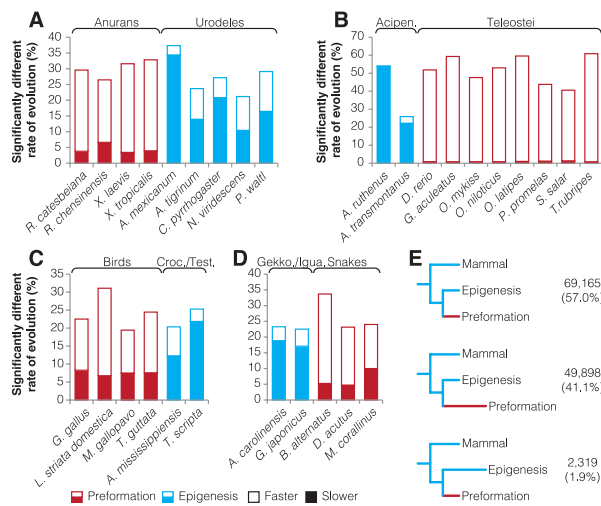 A
Anurans
Urodeles
Significantly different
rate of evolution (%)
40
35
30
25
20
15
10
5
0
R. catesbeiana
R. chensinensis
X. laevis
X. tropicalis
A. mexicanum
A. tigrinum
C. pyrhogaster
N. viridescens
P. waltl
B
Acipen.
Teleostei
Significantly different
rate of evolution (%)
70
60
50
40
30
20
10
0
A. ruthenus
A. transmontanus
D. rerio
G. aculeatus
O. mykiss
O. niloticus
O. latipes
P. promelas
S. salar
T.rubripes
C
Birds
Croc./Test.
Significantly different
rate of evolution (%)
35
30
25
20
15
10
5
0
G. gallus
L. striata domestica
M. gallopavo
T. guttata
A. mississippiensis
T. scripta
D
Gekko./Igua.
Snakes
40
35
30
25
20
15
10
5
0
A. carolinensis
G. japonicus
B. alternatus
D. acutus
M. corallinus
E
Mammal
Epigenesis
Preformation
69,165
(57.0%)
Mammal
Epigenesis
Preformation
49,898
(41.1%)
Mammal
Epigenesis
Preformation
2,319
(1.9%)
Preformation
Epigenesis
Faster
Slower